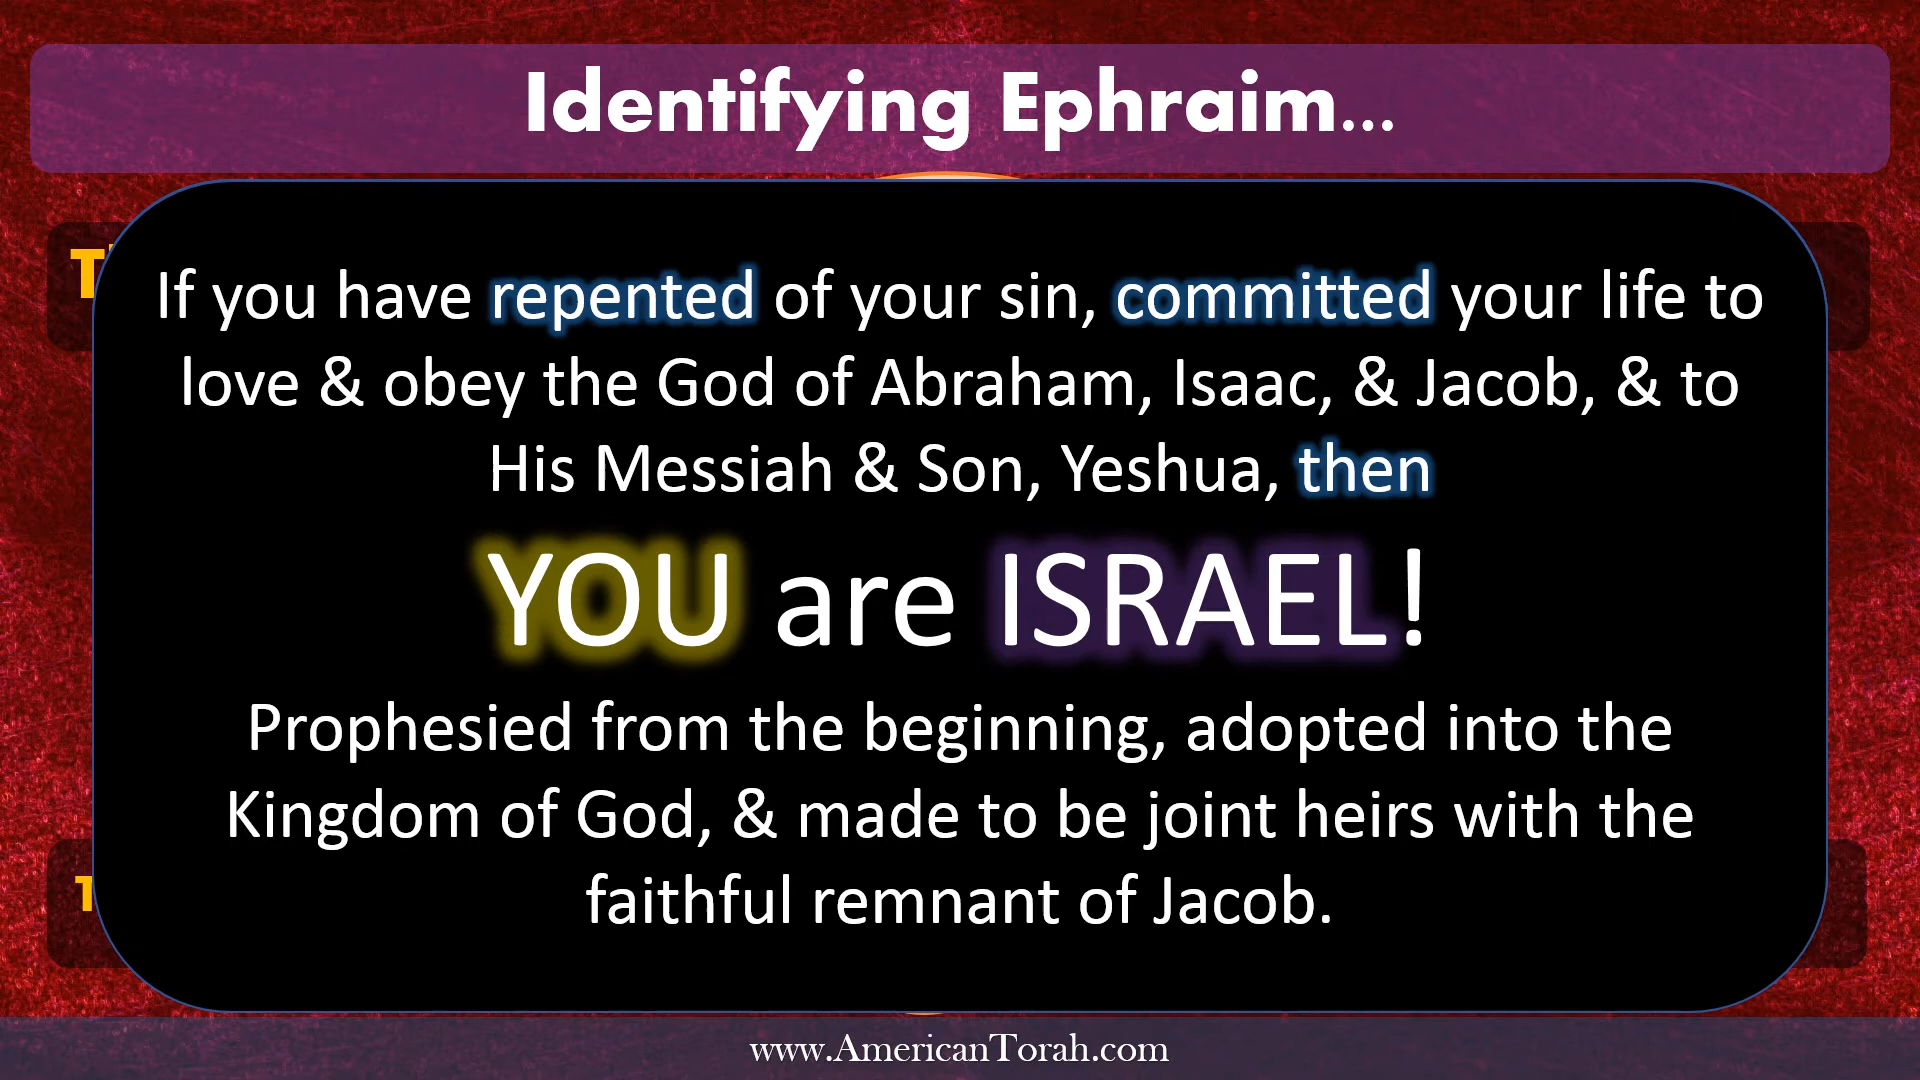 Identifying Ephraim...
If you have repented of your sin, committed your life to
love & obey the God of Abraham, Isaac, & Jacob, & to
His Messiah & Son, Yeshua, then
YOU are ISRAEL!
Prophesied from the beginning, adopted into the
Kingdom of God, & made to be joint heirs with the
faithful remnant of Jacob.
www.AmericanTorah.com